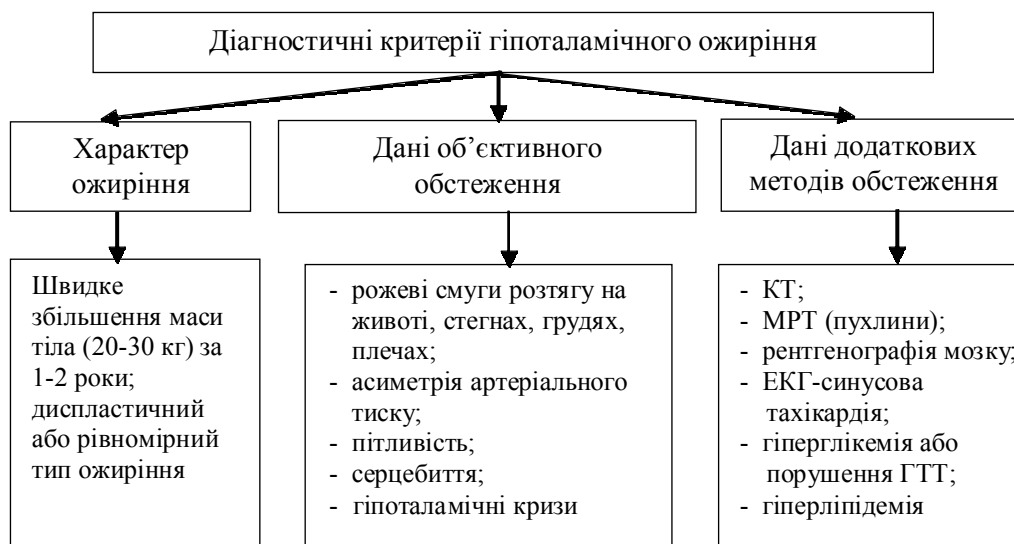 Діагностичні критерії гіпоталамічного ожиріння
Характер
ожиріння
Дані об’єктивного
обстеження
Дані додаткових
методів обстеження
Швидке
збільшення маси
тіла (20-30 кг) за
1-2 роки;
диспластичний
або рівномірний
тип ожиріння
- рожеві смуги розтягу на
животі, стегнах, грудях,
плечах;
- асиметрія артеріального
тиску;
- пітливість;
- серцебиття;
- гіпоталамічні кризи
- КТ;
- МРТ (пухлини);
- рентгенографія мозку;
- ЕКГ-синусова
тахікардія;
- гіперглікемія або
порушення ГТТ;
- гіперліпідемія